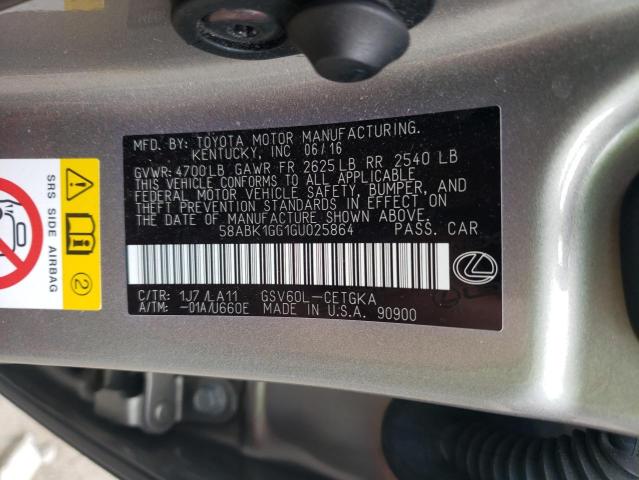 MFD. BY: TOYOTA MOTOR MANUFACTURING.
KENTUCKY, INC 06/16
GVWR: 4700LB GAWR FR 2625LB RR 2540 LB
THIS VEHICLE CONFORMS TO ALL APPLICABLE
FEDERAL MOTOR VEHICLE SAFETY, BUMPER, AND
THEFT PREVENTION STANDARDS IN EFFECT ON
THE DATE OF MANUFACTURE SHOWN ABOVE.
58ABK1GG1GU025864 PASS. CAR
C/TR: 1J7 /LA11 GSV60L-CETGKA
A/TM: -01A/U660E MADE IN U.S.A. 90900
SRS SIDE AIRBAG
2